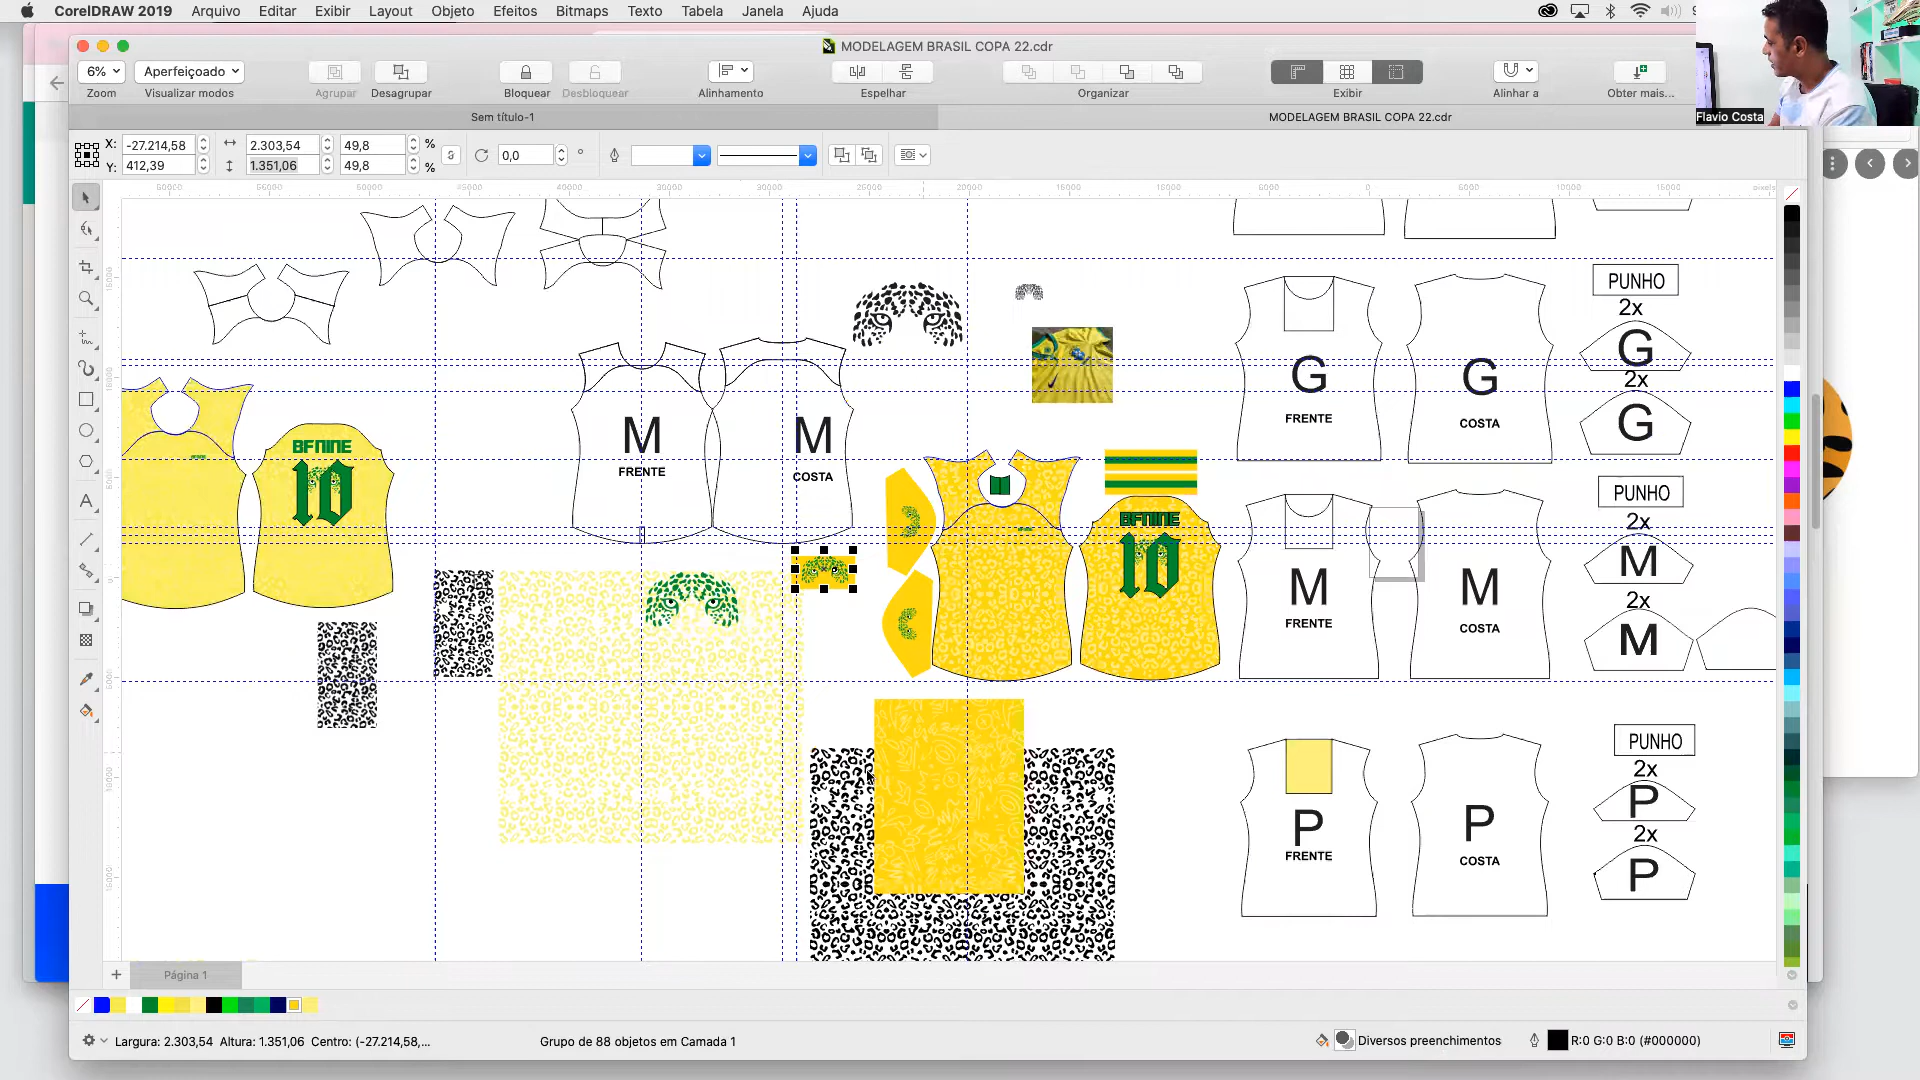 CorelDRAW 2019 Arquivo Editar Exibir Layout Objeto Efeitos Bitmaps Texto Tabela Janela Ajuda
MODELAGEM BRASIL COPA 22.cdr
6% Aperfeiçoado
Zoom Visualizar modos Agrupar Desagrupar Bloquear Desbloquear Alinhamento Espelhar Organizar Exibir Alinhar a Obter mais...
Flavio Costa
Sem título-1 MODELAGEM BRASIL COPA 22.cdr
X: -27.214,58 2.303,54 49,8 % 0,0 °
Y: 412,39 1.351,06 49,8 %
PUNHO
2x
G
FRENTE
G
COSTA
G
2x
G
M
FRENTE
M
COSTA
BFNINE
10
BFNINE
10
PUNHO
2x
M
FRENTE
M
COSTA
M
2x
M
PUNHO
2x
P
FRENTE
P
COSTA
P
2x
P
Página 1
Largura: 2.303,54 Altura: 1.351,06 Centro: (-27.214,58,...
Grupo de 88 objetos em Camada 1
Diversos preenchimentos
R:0 G:0 B:0 (#000000)